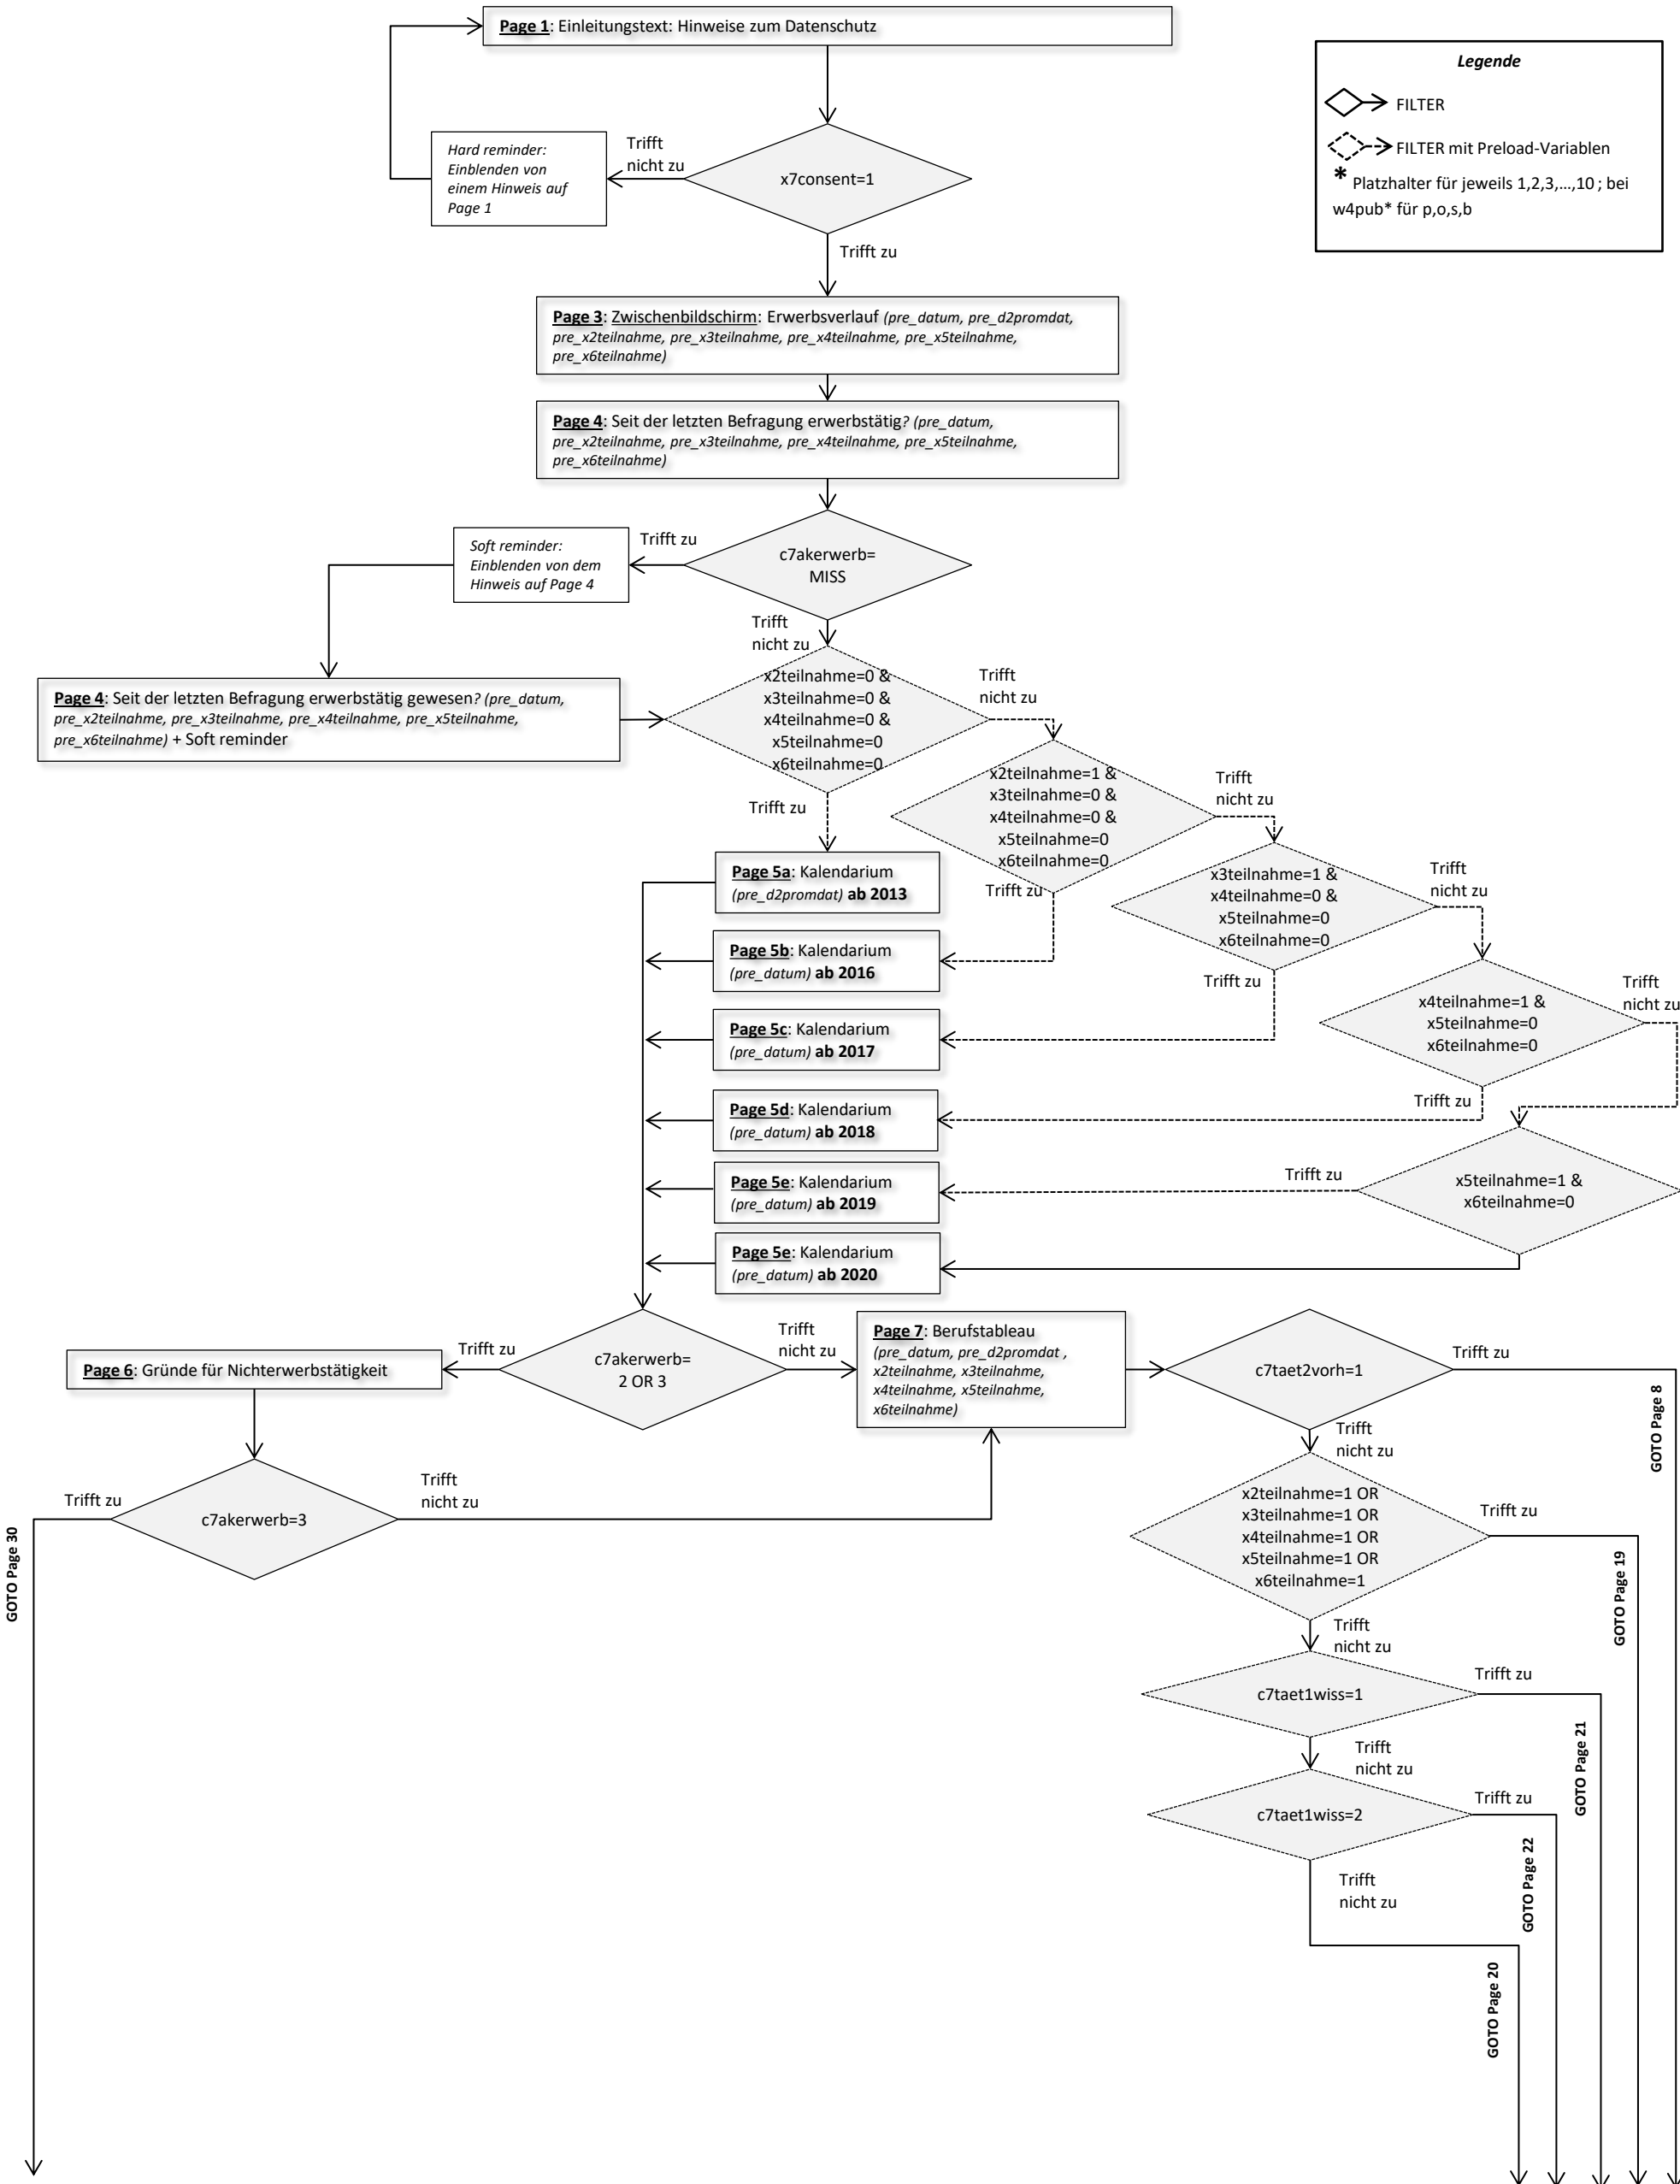 Page 1: Einleitungstext: Hinweise zum Datenschutz
Legende
FILTER
FILTER mit Preload-Variablen
* Platzhalter für jeweils 1,2,3,...,10 ; bei
w4pub* für p,o,s,b
Hard reminder:
Einblenden von
einem Hinweis auf
Page 1
Trifft
nicht zu
x7consent=1
Trifft zu
Page 3: Zwischenbildschirm: Erwerbsverlauf (pre_datum, pre_d2promdat,
pre_x2teilnahme, pre_x3teilnahme, pre_x4teilnahme, pre_x5teilnahme,
pre_x6teilnahme)
Page 4: Seit der letzten Befragung erwerbstätig? (pre_datum,
pre_x2teilnahme, pre_x3teilnahme, pre_x4teilnahme, pre_x5teilnahme,
pre_x6teilnahme)
Soft reminder:
Einblenden von dem
Hinweis auf Page 4
Trifft zu
c7akerwerb=
MISS
Trifft
nicht zu
Page 4: Seit der letzten Befragung erwerbstätig gewesen? (pre_datum,
pre_x2teilnahme, pre_x3teilnahme, pre_x4teilnahme, pre_x5teilnahme,
pre_x6teilnahme) + Soft reminder
x2teilnahme=0 &
x3teilnahme=0 &
x4teilnahme=0 &
x5teilnahme=0
x6teilnahme=0
Trifft
nicht zu
Trifft zu
x2teilnahme=1 &
x3teilnahme=0 &
x4teilnahme=0 &
x5teilnahme=0
x6teilnahme=0
Trifft
nicht zu
Trifft zu
x3teilnahme=1 &
x4teilnahme=0 &
x5teilnahme=0
x6teilnahme=0
Trifft
nicht zu
Trifft zu
x4teilnahme=1 &
x5teilnahme=0
x6teilnahme=0
Trifft
nicht zu
Trifft zu
x5teilnahme=1 &
x6teilnahme=0
Trifft zu
Page 5a: Kalendarium
(pre_d2promdat) ab 2013
Page 5b: Kalendarium
(pre_datum) ab 2016
Page 5c: Kalendarium
(pre_datum) ab 2017
Page 5d: Kalendarium
(pre_datum) ab 2018
Page 5e: Kalendarium
(pre_datum) ab 2019
Page 5e: Kalendarium
(pre_datum) ab 2020
Page 6: Gründe für Nichterwerbstätigkeit
Trifft zu
c7akerwerb=
2 OR 3
Trifft
nicht zu
Page 7: Berufstableau
(pre_datum, pre_d2promdat ,
x2teilnahme, x3teilnahme,
x4teilnahme, x5teilnahme,
x6teilnahme)
c7taet2vorh=1
Trifft zu
GOTO Page 8
Trifft
nicht zu
Trifft zu
c7akerwerb=3
Trifft
nicht zu
GOTO Page 30
x2teilnahme=1 OR
x3teilnahme=1 OR
x4teilnahme=1 OR
x5teilnahme=1 OR
x6teilnahme=1
Trifft zu
GOTO Page 19
Trifft
nicht zu
c7taet1wiss=1
Trifft zu
GOTO Page 21
Trifft
nicht zu
c7taet1wiss=2
Trifft zu
GOTO Page 22
Trifft
nicht zu
GOTO Page 20